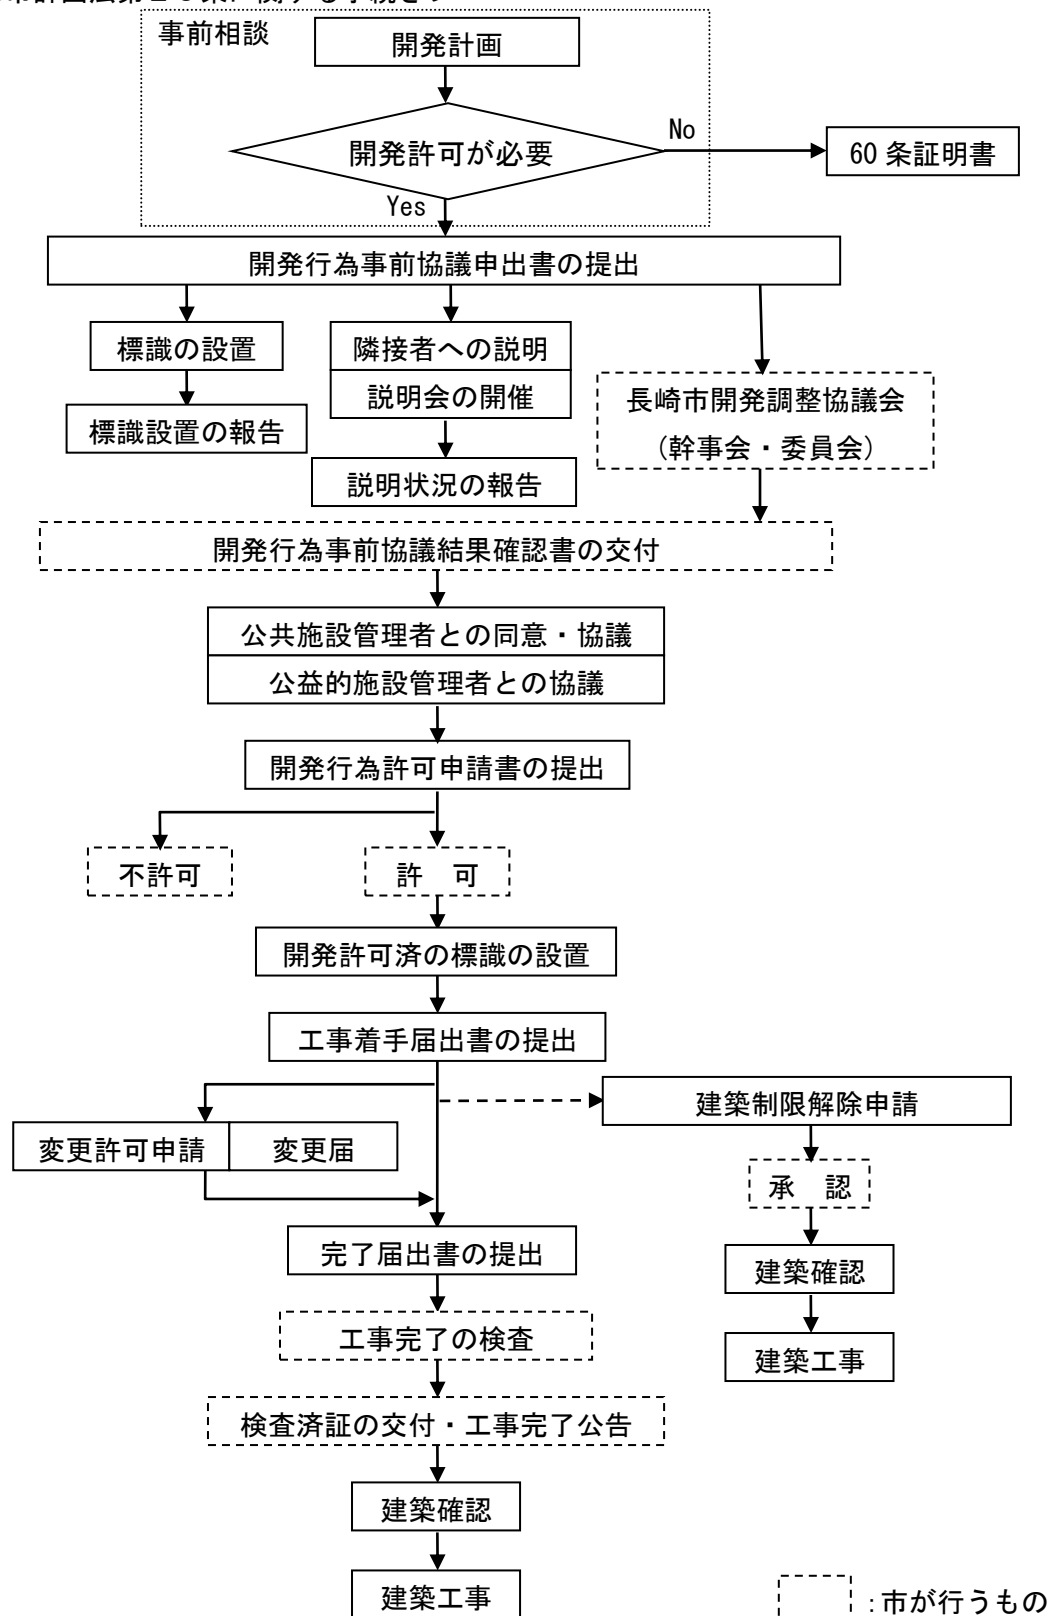 事前相談
開発計画
開発許可が必要
No
60 条証明書
Yes
開発行為事前協議申出書の提出
標識の設置
隣接者への説明
説明会の開催
長崎市開発調整協議会
(幹事会・委員会)
標識設置の報告
説明状況の報告
開発行為事前協議結果確認書の交付
公共施設管理者との同意・協議
公益的施設管理者との協議
開発行為許可申請書の提出
不許可
許 可
開発許可済の標識の設置
工事着手届出書の提出
建築制限解除申請
変更許可申請
変更届
承 認
完了届出書の提出
建築確認
工事完了の検査
建築工事
検査済証の交付・工事完了公告
建築確認
建築工事
:市が行うもの